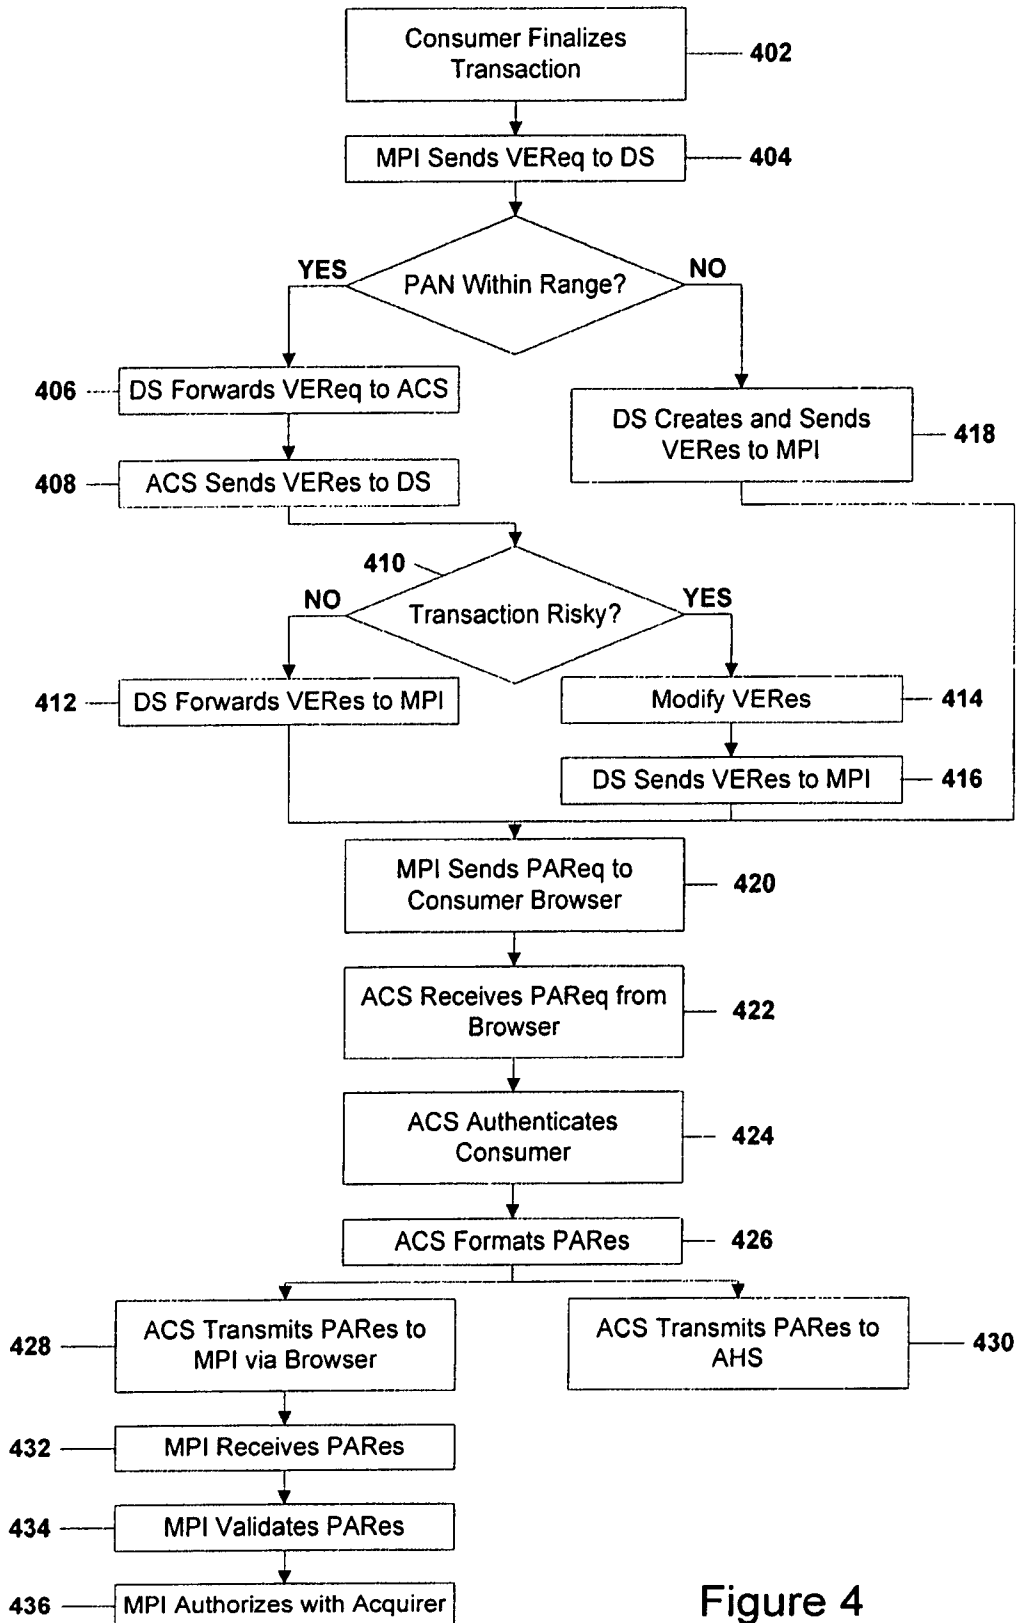 Consumer Finalizes
Transaction
402
MPI Sends VEReq to DS
404
PAN Within Range?
YES
NO
406
DS Forwards VEReq to ACS
DS Creates and Sends
VERes to MPI
418
408
ACS Sends VERes to DS
410
Transaction Risky?
NO
YES
412
DS Forwards VERes to MPI
Modify VERes
414
DS Sends VERes to MPI
416
MPI Sends PAReq to
Consumer Browser
420
ACS Receives PAReq from
Browser
422
ACS Authenticates
Consumer
424
ACS Formats PARes
426
428
ACS Transmits PARes to
MPI via Browser
ACS Transmits PARes to
AHS
430
432
MPI Receives PARes
434
MPI Validates PARes
436
MPI Authorizes with Acquirer
Figure 4